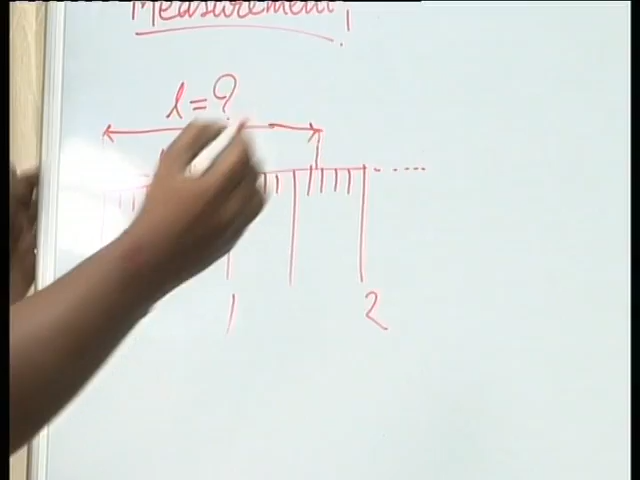 Measurement
l = ?
1 2